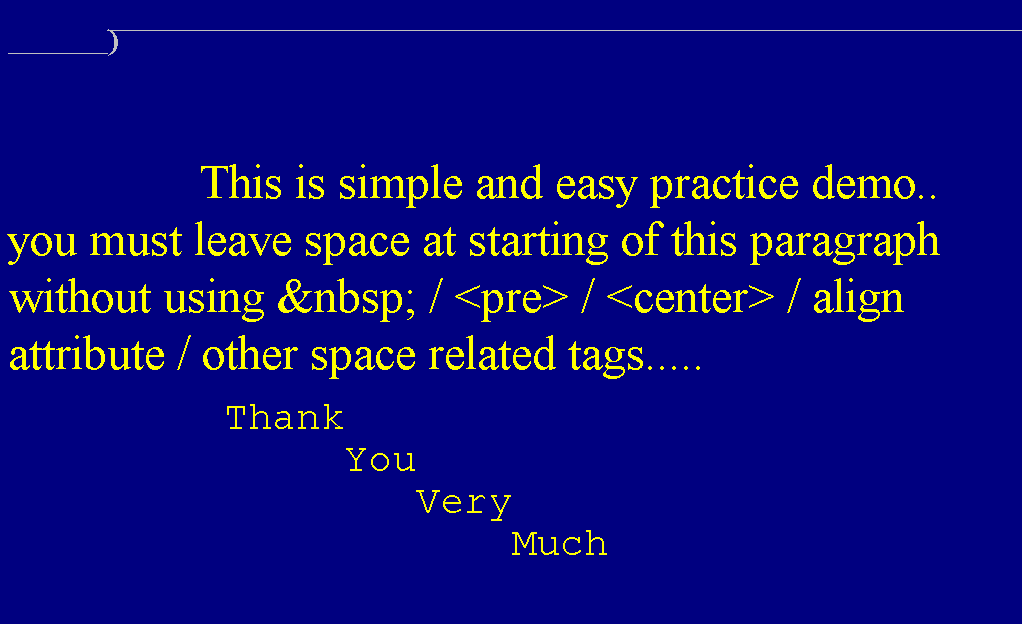 This is simple and easy practice demo..
you must leave space at starting of this paragraph
without using &nbsp; / <pre> / <center> / align
attribute / other space related tags.....
Thank
You
Very
Much